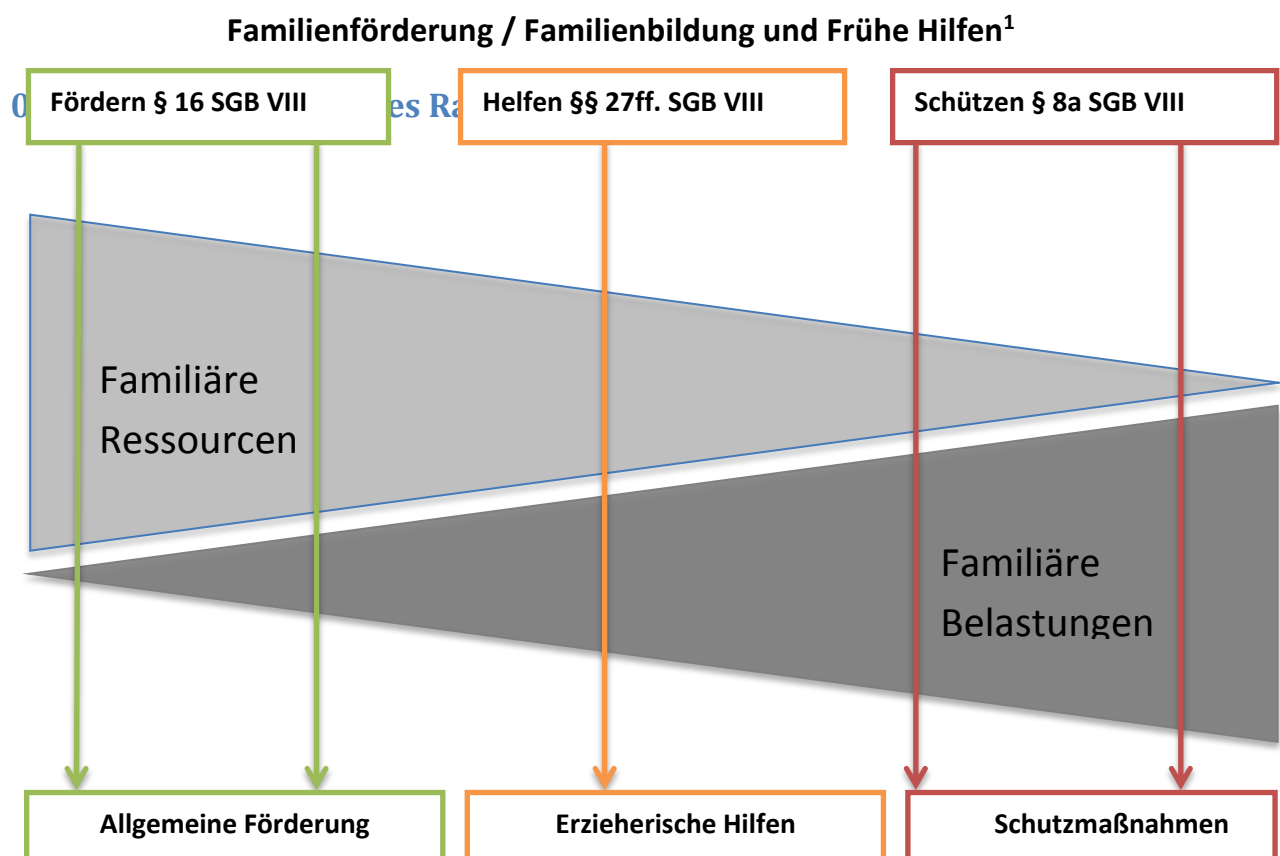 Familienförderung / Familienbildung und Frühe Hilfen¹
Fördern § 16 SGB VIII
Helfen §§ 27ff. SGB VIII
Schützen § 8a SGB VIII
Familiäre
Ressourcen
Familiäre
Belastungen
Allgemeine Förderung
Erzieherische Hilfen
Schutzmaßnahmen